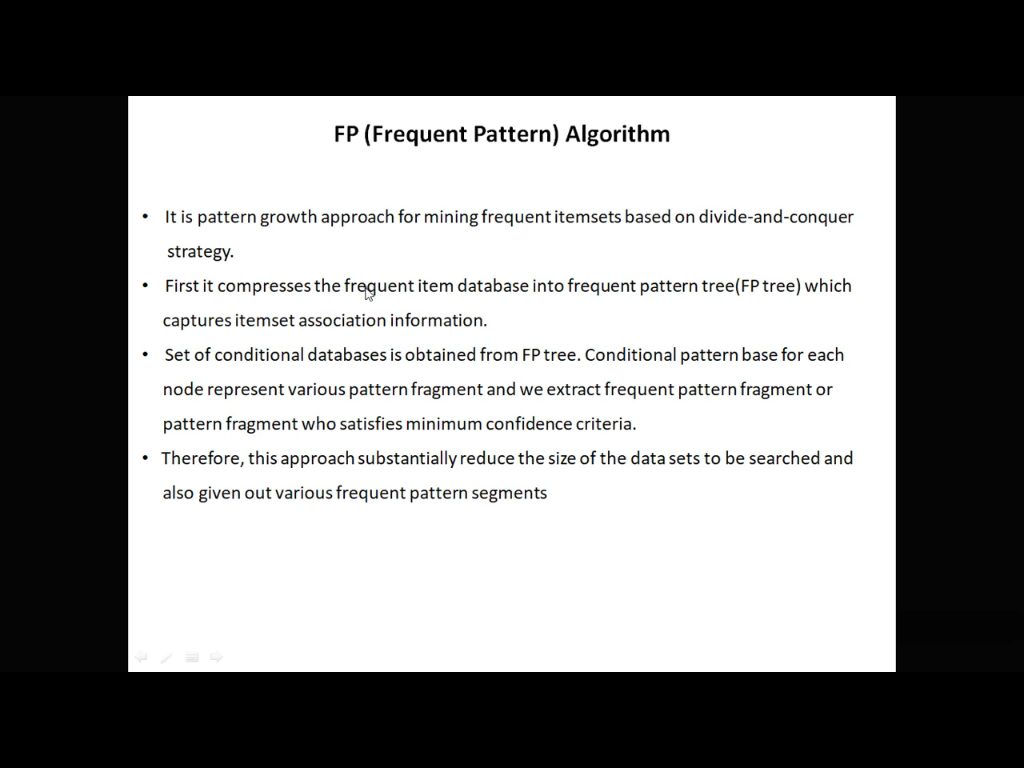 FP (Frequent Pattern) Algorithm
• It is pattern growth approach for mining frequent itemsets based on divide-and-conquer
strategy.
• First it compresses the frequent item database into frequent pattern tree(FP tree) which
captures itemset association information.
• Set of conditional databases is obtained from FP tree. Conditional pattern base for each
node represent various pattern fragment and we extract frequent pattern fragment or
pattern fragment who satisfies minimum confidence criteria.
• Therefore, this approach substantially reduce the size of the data sets to be searched and
also given out various frequent pattern segments